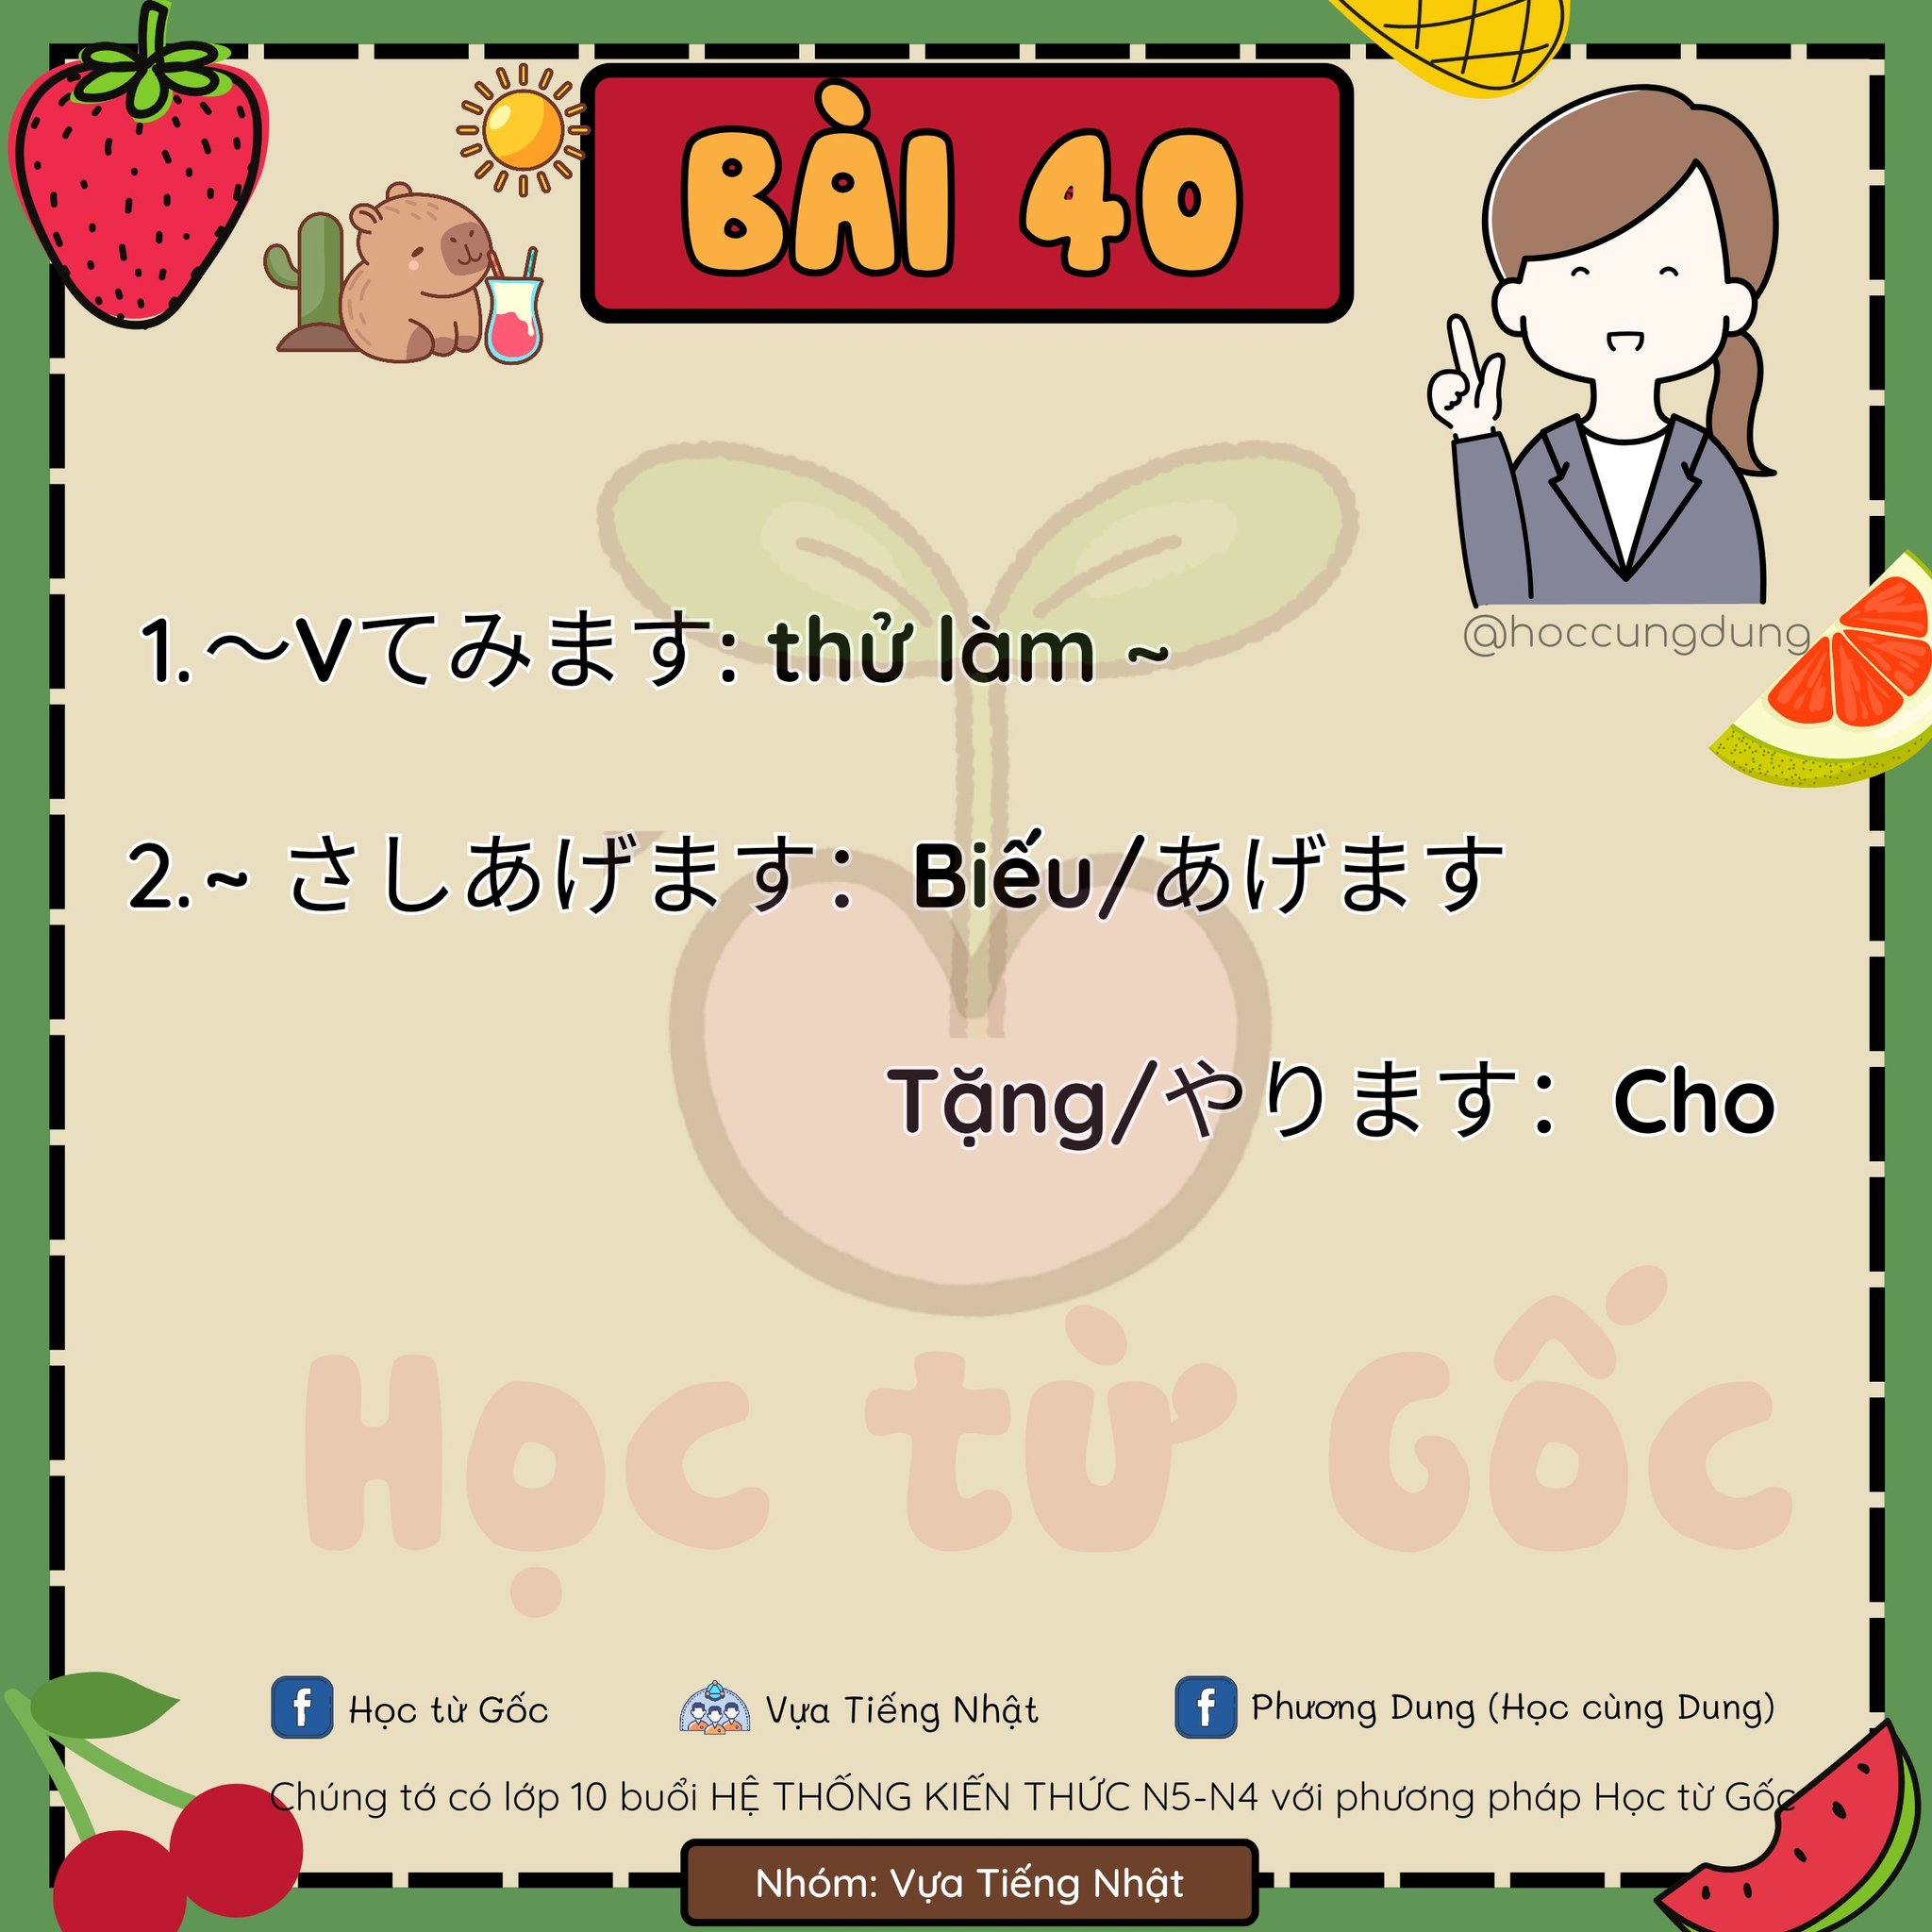 BÀI 40
@hoccungdung
1.～Vてみます: thử làm ~
2.~ さしあげます：Biếu/あげます
Tặng/やります：Cho
Học từ Gốc
Học từ Gốc
Vựa Tiếng Nhật
Phương Dung (Học cùng Dung)
Chúng tớ có lớp 10 buổi HỆ THỐNG KIẾN THỨC N5-N4 với phương pháp Học từ Gốc
Nhóm: Vựa Tiếng Nhật